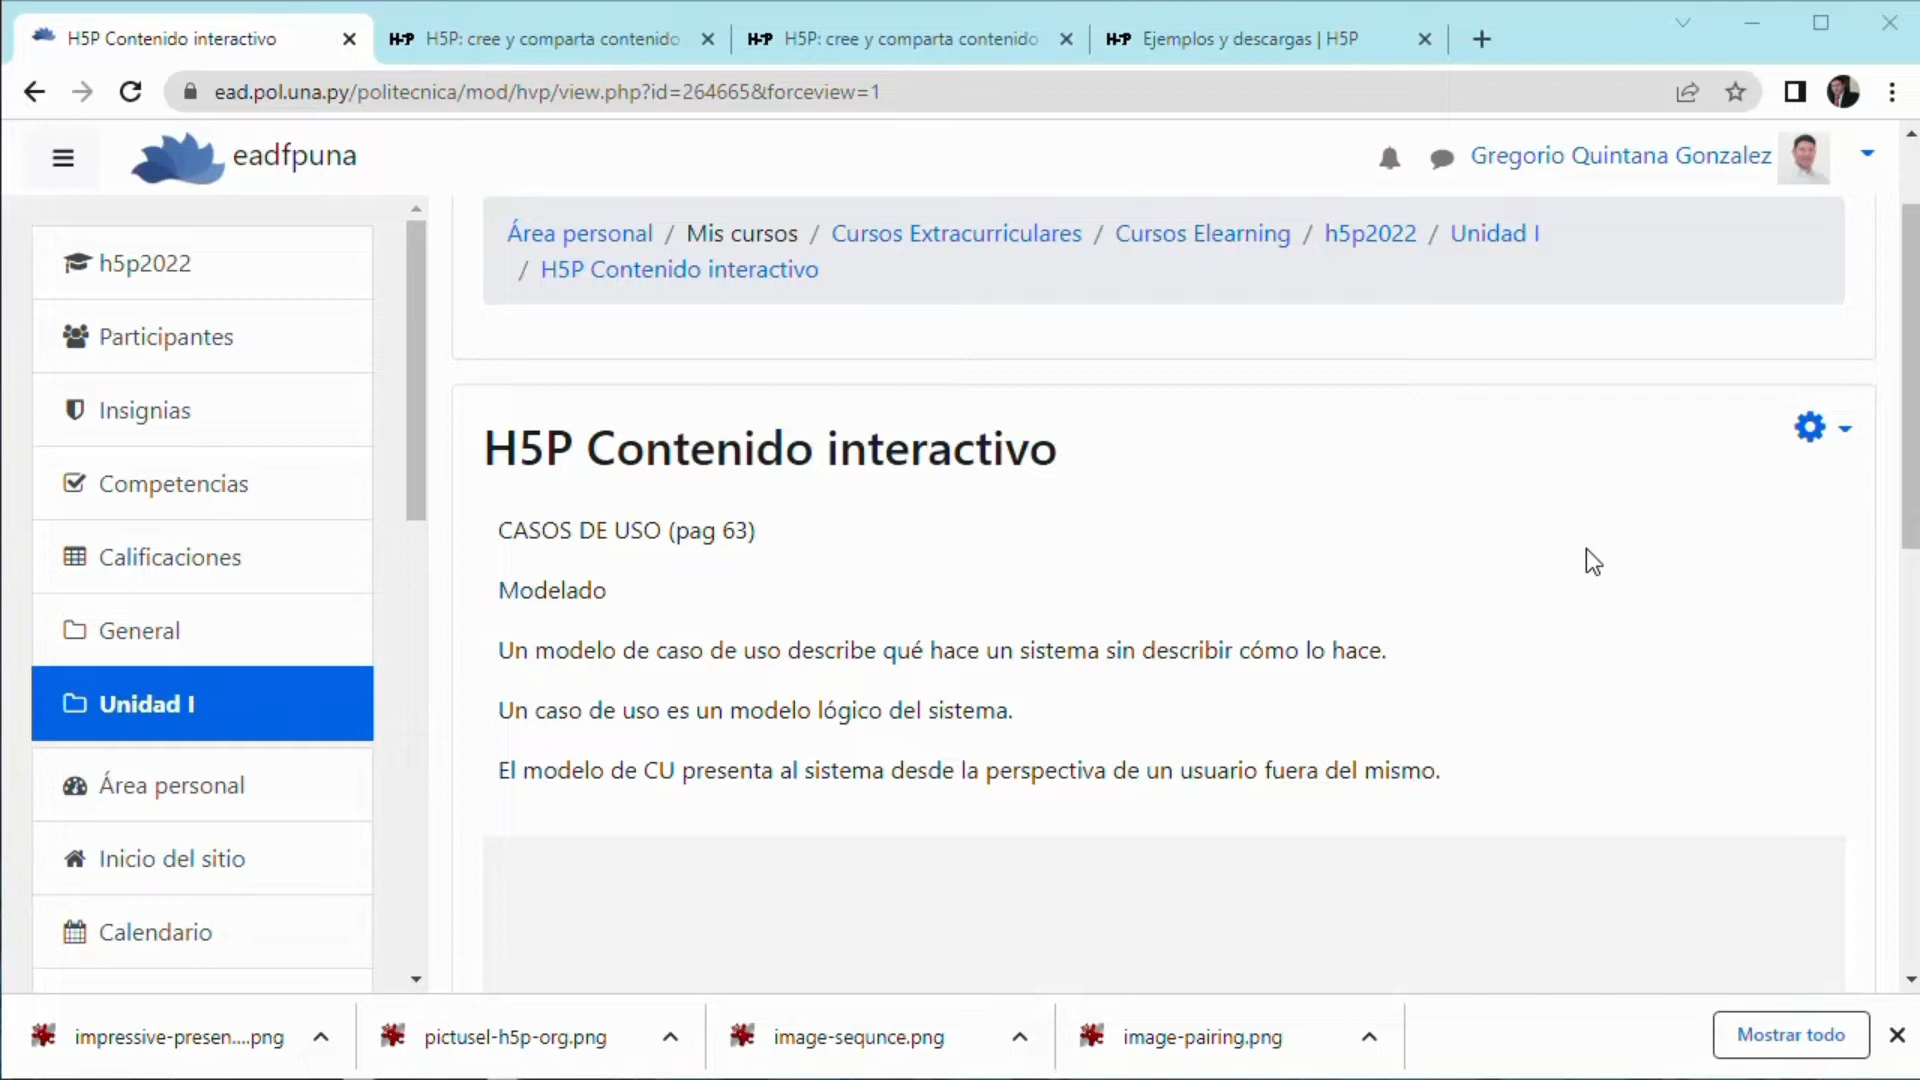 H5P Contenido interactivo
H5P: cree y comparta contenido
H5P: cree y comparta contenido
Ejemplos y descargas | H5P
ead.pol.una.py/politecnica/mod/hvp/view.php?id=264665&forceview=1
eadfpuna
Gregorio Quintana Gonzalez
h5p2022
Participantes
Insignias
Competencias
Calificaciones
General
Unidad I
Área personal
Inicio del sitio
Calendario
Área personal / Mis cursos / Cursos Extracurriculares / Cursos Elearning / h5p2022 / Unidad I
/ H5P Contenido interactivo
H5P Contenido interactivo
CASOS DE USO (pag 63)
Modelado
Un modelo de caso de uso describe qué hace un sistema sin describir cómo lo hace.
Un caso de uso es un modelo lógico del sistema.
El modelo de CU presenta al sistema desde la perspectiva de un usuario fuera del mismo.
impressive-presen....png
pictusel-h5p-org.png
image-sequnce.png
image-pairing.png
Mostrar todo